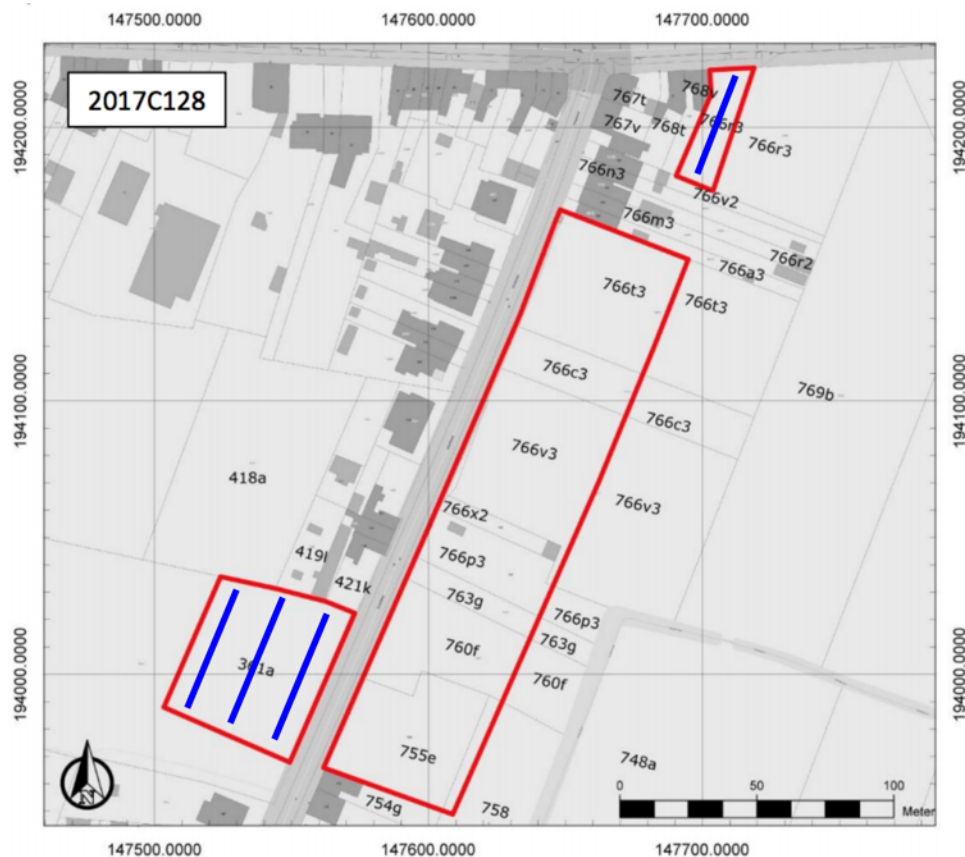 147500.0000 147600.0000 147700.0000
2017C128
194200.0000 194200.0000
767t 768v
767v 768t 766r3
766n3 766v2
766m3 766r2
766a3
766t3 766t3
194100.0000 194100.0000
766c3 769b
766c3
766v3
418a
766x2 766v3
419l 766p3
421k 763g 766p3
763g
361a 760f
760f
194000.0000 194000.0000
755e 748a
754g 758
N
0 50 100
Meter
147500.0000 147600.0000 147700.0000